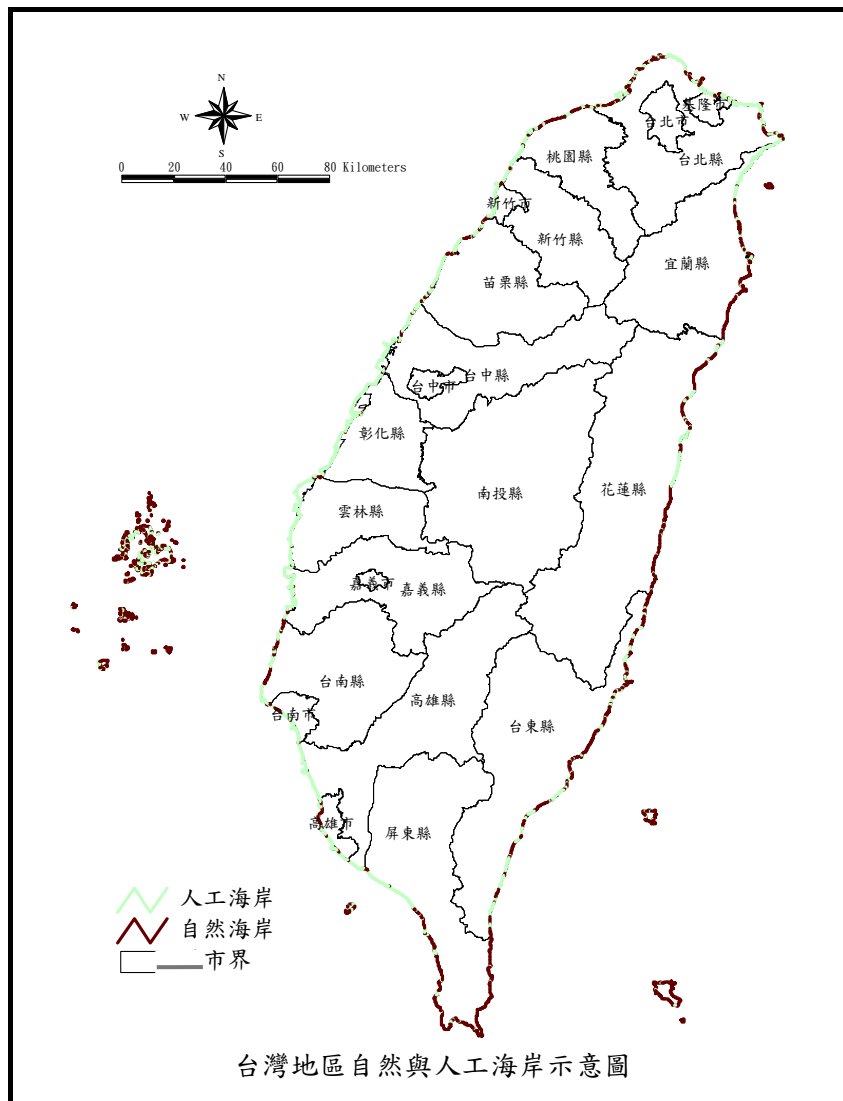 N
W E
S
0 20 40 60 80 Kilometers
基隆市
台北市
台北縣
桃園縣
新竹市
新竹縣
宜蘭縣
苗栗縣
台中縣
台中市
彰化縣
南投縣
花蓮縣
雲林縣
嘉義市
嘉義縣
台南縣
高雄縣
台南市
台東縣
高雄市
屏東縣
人工海岸
自然海岸
市界
台灣地區自然與人工海岸示意圖